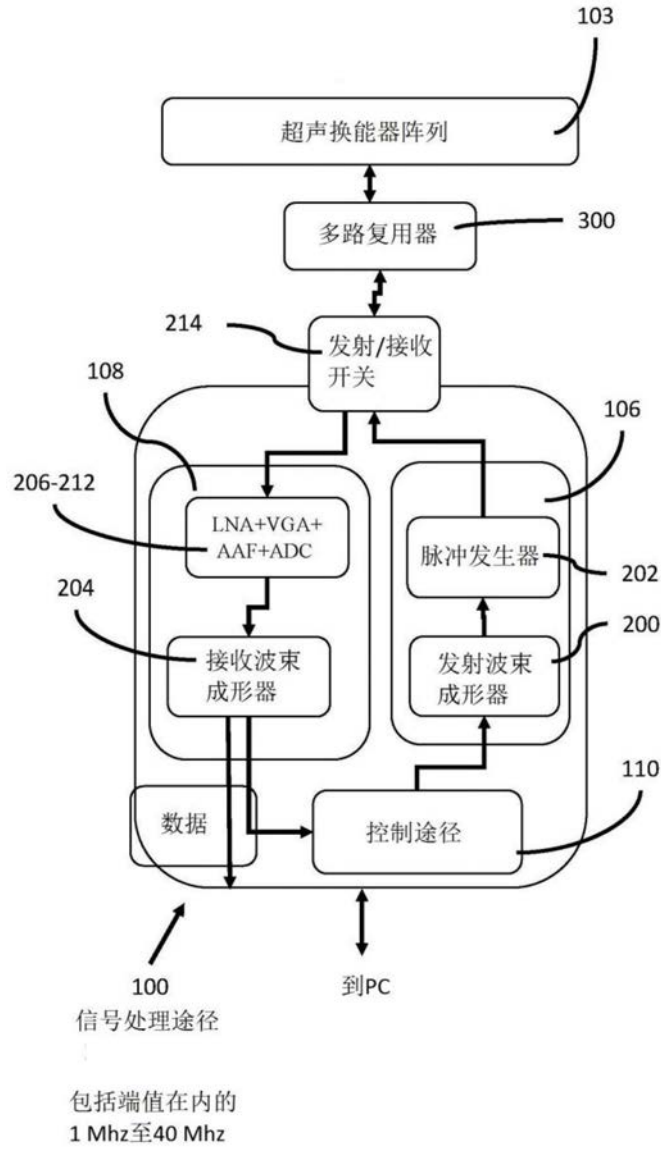 103
超声换能器阵列
多路复用器
300
214
发射/接收
开关
108
106
206-212
LNA+VGA+
AAF+ADC
脉冲发生器
202
204
200
接收波束
成形器
发射波束
成形器
110
数据
控制途径
100
到PC
信号处理途径
包括端值在内的
1 Mhz至40 Mhz